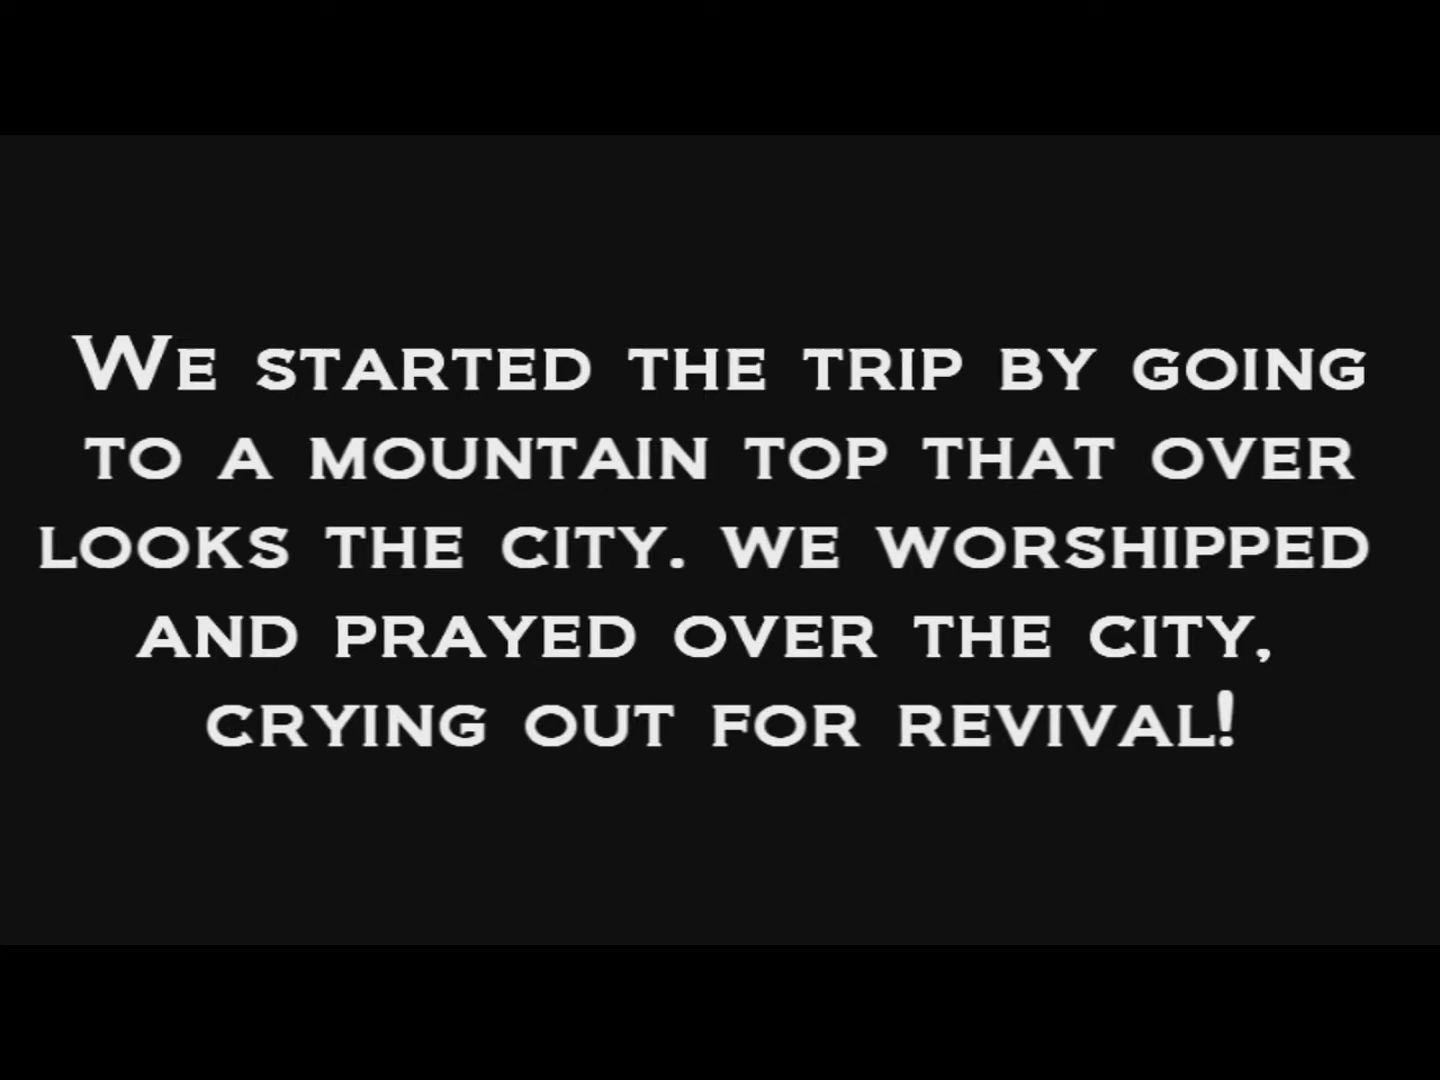 We started the trip by going
to a mountain top that over
looks the city. we worshipped
and prayed over the city,
crying out for revival!